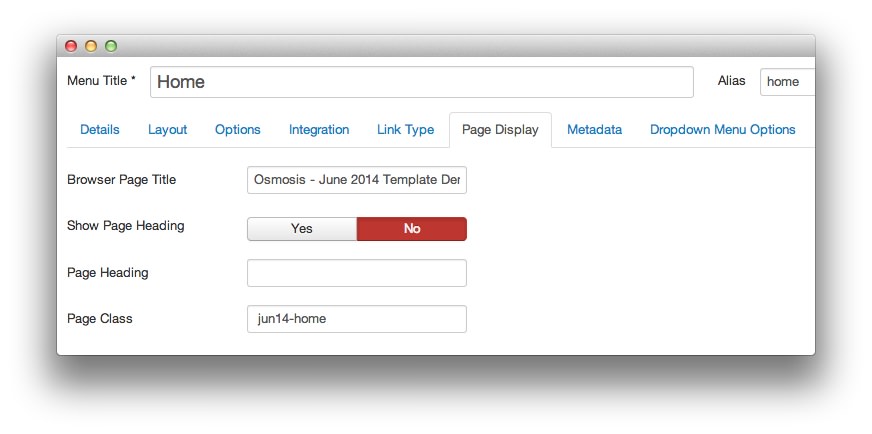 Menu Title * Home Alias home
Details Layout Options Integration Link Type Page Display Metadata Dropdown Menu Options
Browser Page Title Osmosis - June 2014 Template Der
Show Page Heading Yes No
Page Heading
Page Class jun14-home